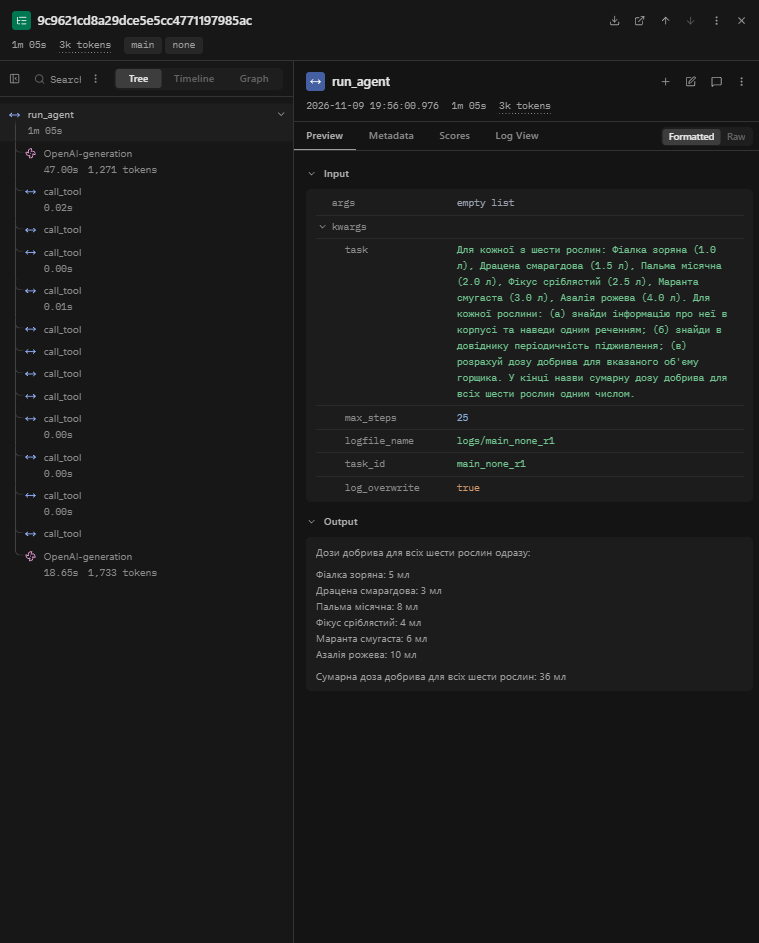 9c9621cd8a29dce5e5cc4771197985ac
1m 05s 3k tokens main none
Search Tree Timeline Graph
run_agent
1m 05s
OpenAI-generation
47.00s 1,271 tokens
call_tool
0.02s
call_tool
call_tool
0.00s
call_tool
0.01s
call_tool
call_tool
call_tool
call_tool
call_tool
0.00s
call_tool
0.00s
call_tool
0.00s
call_tool
OpenAI-generation
18.65s 1,733 tokens
run_agent
2026-11-09 19:56:00.976 1m 05s 3k tokens
Preview Metadata Scores Log View Formatted Raw
Input
args empty list
kwargs
task Для кожної з шести рослин: Фіалка зоряна (1.0
л), Драцена смарагдова (1.5 л), Пальма місячна
(2.0 л), Фікус сріблястий (2.5 л), Маранта
смугаста (3.0 л), Азалія рожева (4.0 л). Для
кожної рослини: (а) знайди інформацію про неї в
корпусі та наведи одним реченням; (б) знайди в
довіднику періодичність підживлення; (в)
розрахуй дозу добрива для вказаного об'єму
горщика. У кінці назви сумарну дозу добрива для
всіх шести рослин одним числом.
max_steps 25
logfile_name logs/main_none_r1
task_id main_none_r1
log_overwrite true
Output
Дози добрива для всіх шести рослин одразу:
Фіалка зоряна: 5 мл
Драцена смарагдова: 3 мл
Пальма місячна: 8 мл
Фікус сріблястий: 4 мл
Маранта смугаста: 6 мл
Азалія рожева: 10 мл
Сумарна доза добрива для всіх шести рослин: 36 мл